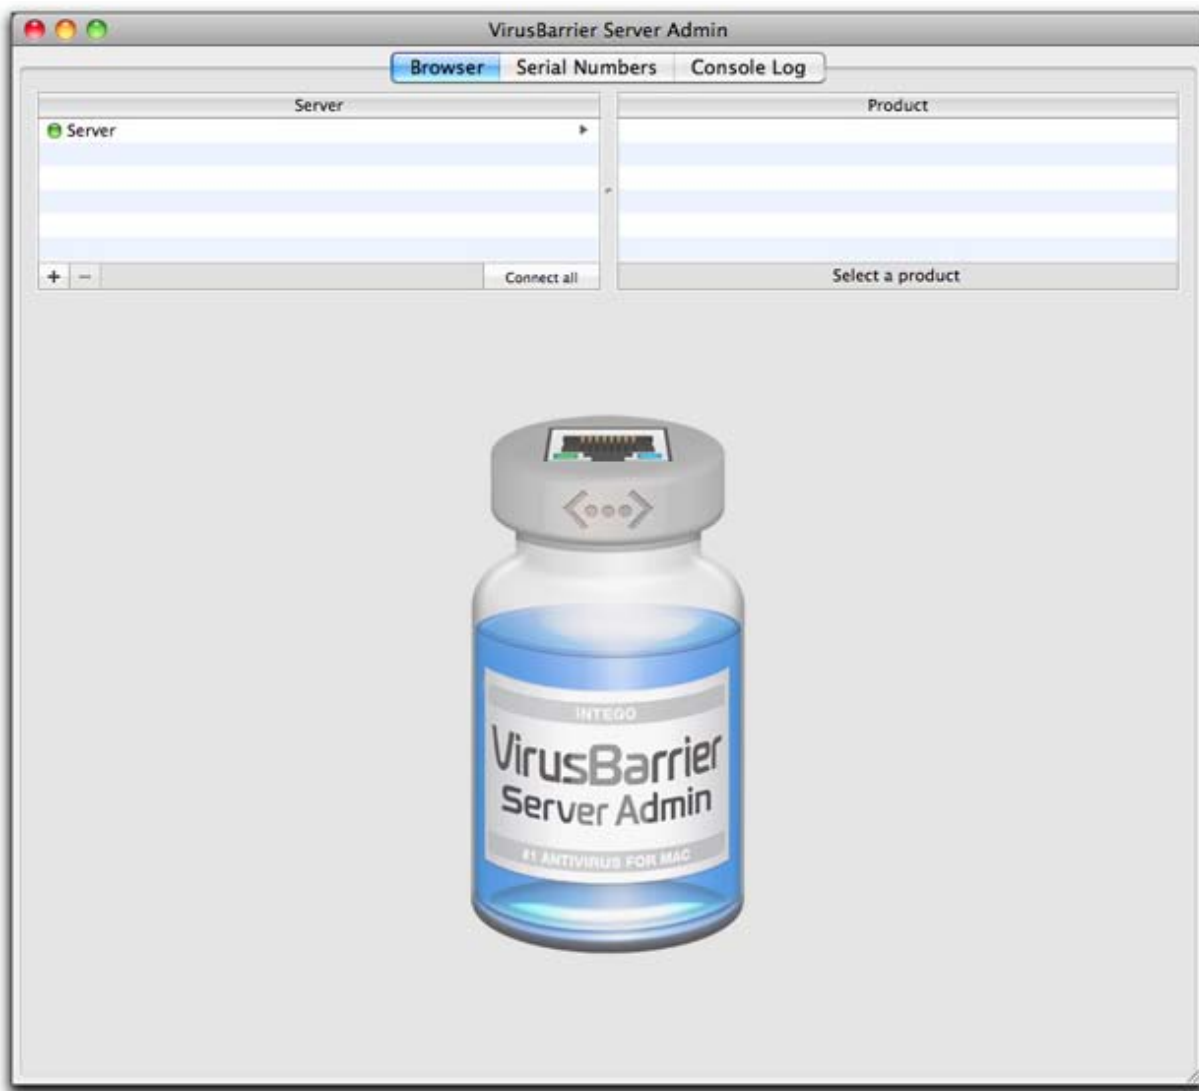 VirusBarrier Server Admin
Browser Serial Numbers Console Log
Server Product
Server
+ − Connect all Select a product
INTEGO
VirusBarrier
Server Admin
#1 ANTIVIRUS FOR MAC